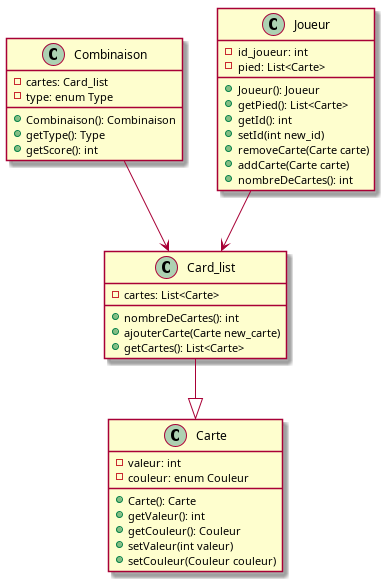 C Combinaison
cartes: Card_list
type: enum Type
Combinaison(): Combinaison
getType(): Type
getScore(): int
C Joueur
id_joueur: int
pied: List<Carte>
Joueur(): Joueur
getPied(): List<Carte>
getId(): int
setId(int new_id)
removeCarte(Carte carte)
addCarte(Carte carte)
nombreDeCartes(): int
C Card_list
cartes: List<Carte>
nombreDeCartes(): int
ajouterCarte(Carte new_carte)
getCartes(): List<Carte>
C Carte
valeur: int
couleur: enum Couleur
Carte(): Carte
getValeur(): int
getCouleur(): Couleur
setValeur(int valeur)
setCouleur(Couleur couleur)